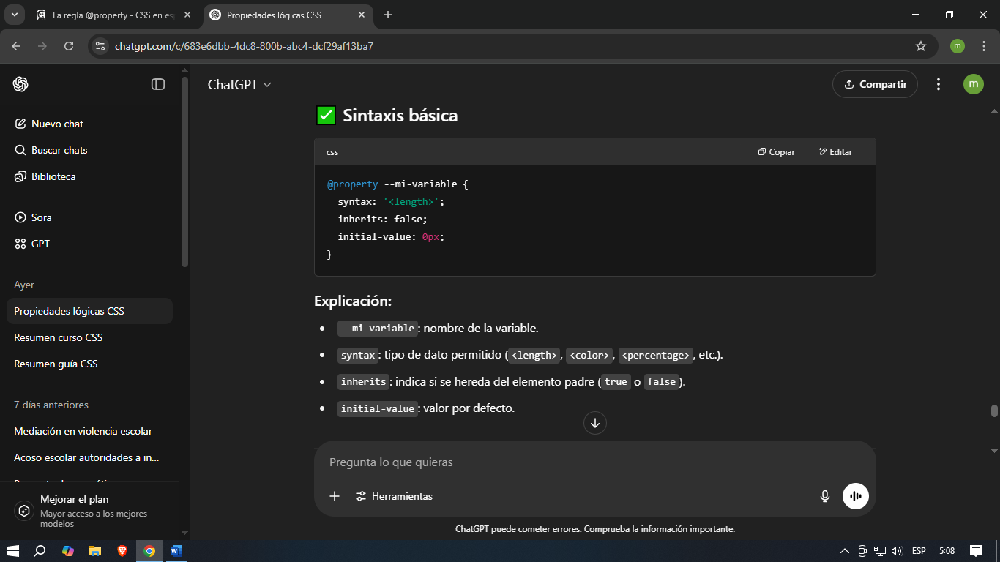 La regla @property - CSS en es
Propiedades lógicas CSS
chatgpt.com/c/683e6dbb-4dc8-800b-abc4-dcf29af13ba7
m
ChatGPT
Compartir
m
Nuevo chat
Buscar chats
Biblioteca
Sora
GPT
Ayer
Propiedades lógicas CSS
Resumen curso CSS
Resumen guía CSS
7 días anteriores
Mediación en violencia escolar
Acoso escolar autoridades a in...
Mejorar el plan
Mayor acceso a los mejores
modelos
✅ Sintaxis básica
css
Copiar
Editar
@property --mi-variable {
syntax: '<length>';
inherits: false;
initial-value: 0px;
}
Explicación:
• --mi-variable: nombre de la variable.
• syntax: tipo de dato permitido (<length>, <color>, <percentage>, etc.).
• inherits: indica si se hereda del elemento padre (true o false).
• initial-value: valor por defecto.
Pregunta lo que quieras
Herramientas
ChatGPT puede cometer errores. Comprueba la información importante.
ESP
5:08